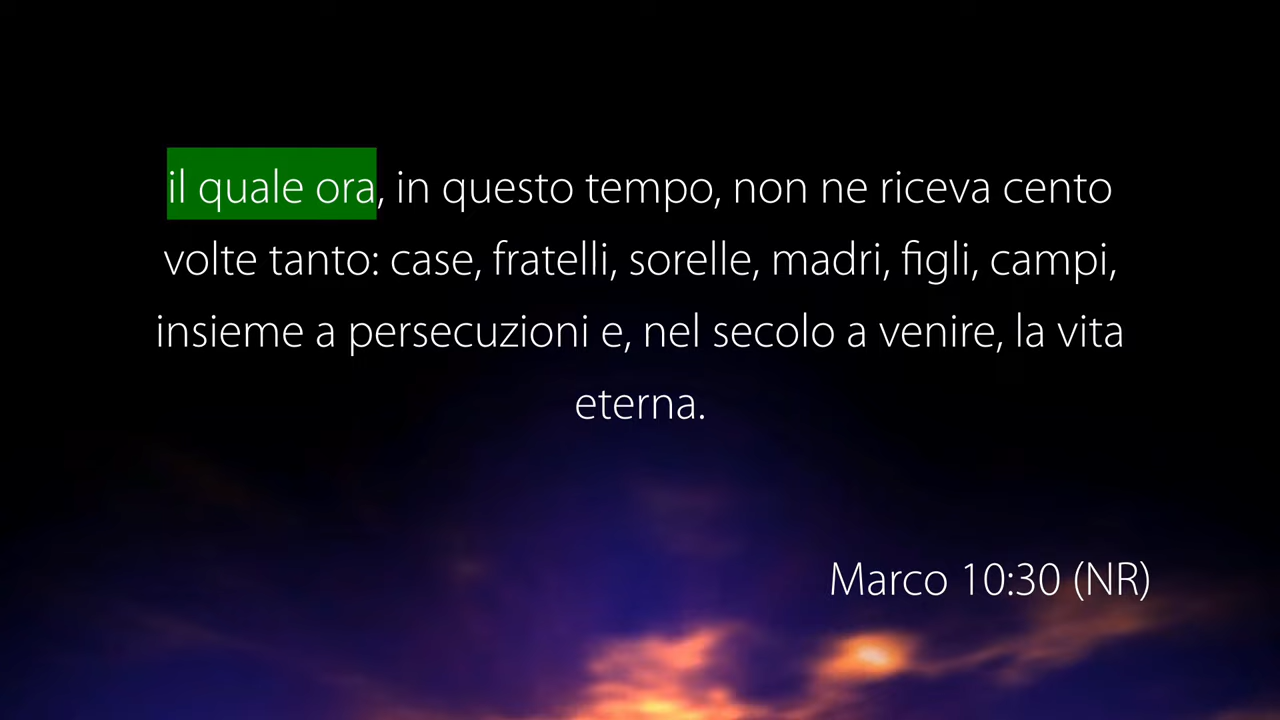 il quale ora, in questo tempo, non ne riceva cento
volte tanto: case, fratelli, sorelle, madri, figli, campi,
insieme a persecuzioni e, nel secolo a venire, la vita
eterna.
Marco 10:30 (NR)